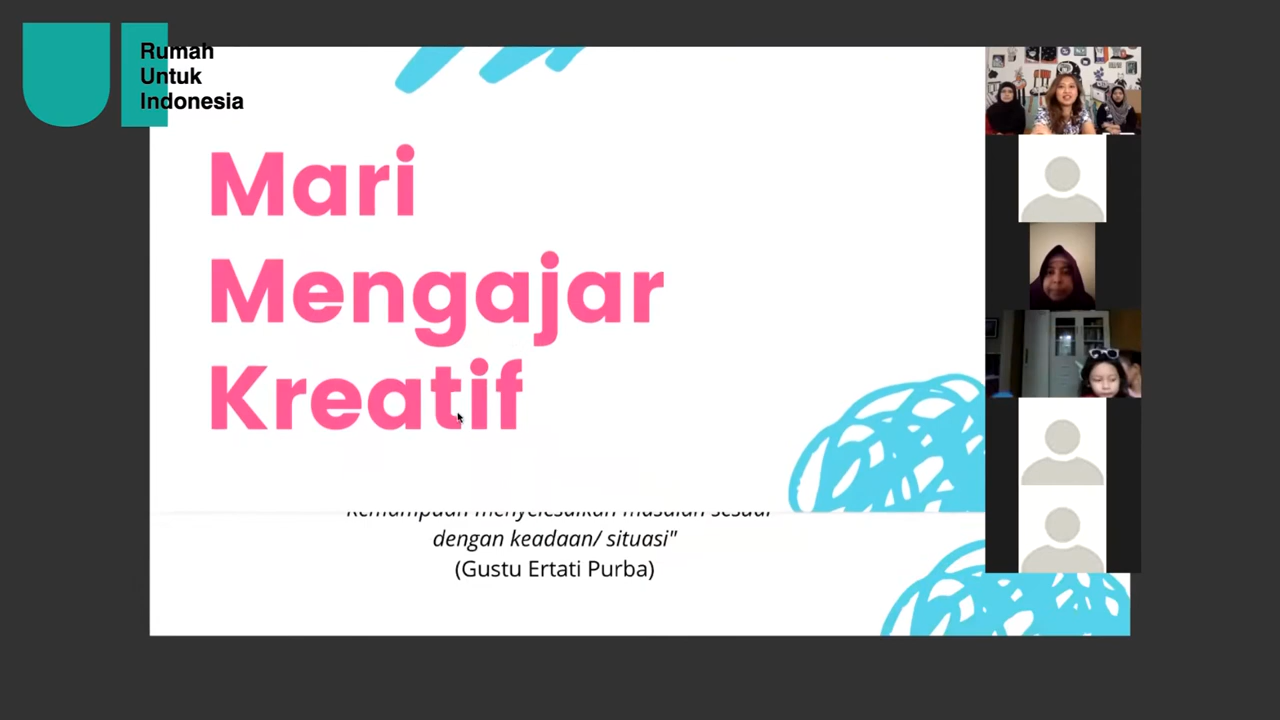 Rumah
Untuk
Indonesia
Mari
Mengajar
Kreatif
dengan keadaan/ situasi"
(Gustu Ertati Purba)